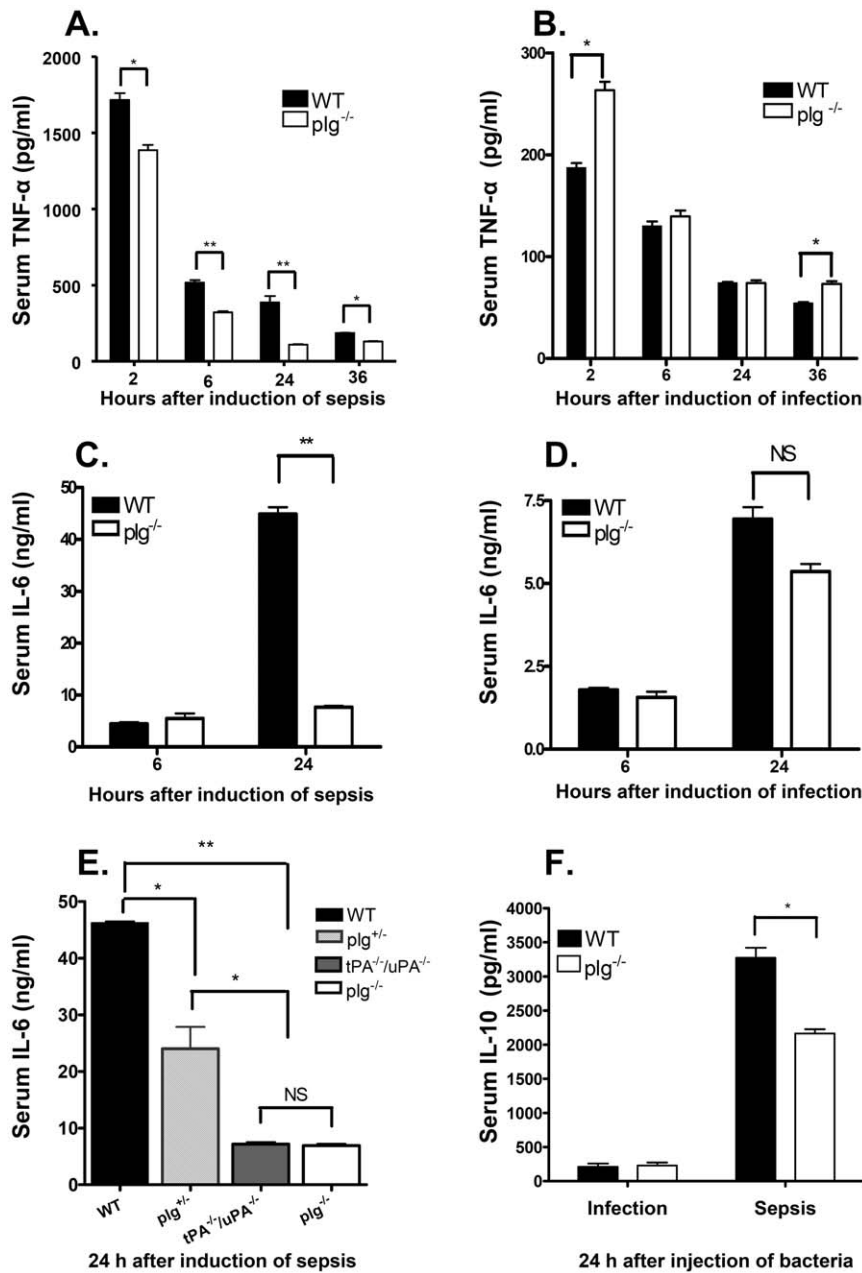 A.
2000
1500
1000
500
0
Serum TNF-α (pg/ml)
*
**
**
*
WT
plg-/-
2 6 24 36
Hours after induction of sepsis
B.
300
200
100
0
Serum TNF-α (pg/ml)
*
*
WT
plg-/-
2 6 24 36
Hours after induction of infection
C.
50
40
30
20
10
0
Serum IL-6 (ng/ml)
**
WT
plg-/-
6 24
Hours after induction of sepsis
D.
7.5
5.0
2.5
0.0
Serum IL-6 (ng/ml)
NS
WT
plg-/-
6 24
Hours after induction of infection
E.
50
40
30
20
10
0
Serum IL-6 (ng/ml)
**
*
*
NS
WT
plg+/-
tPA-/-/uPA-/-
plg-/-
WT plg+/- tPA-/-/uPA-/- plg-/-
24 h after induction of sepsis
F.
4000
3500
3000
2500
2000
1500
1000
500
0
Serum IL-10 (pg/ml)
*
WT
plg-/-
Infection Sepsis
24 h after injection of bacteria